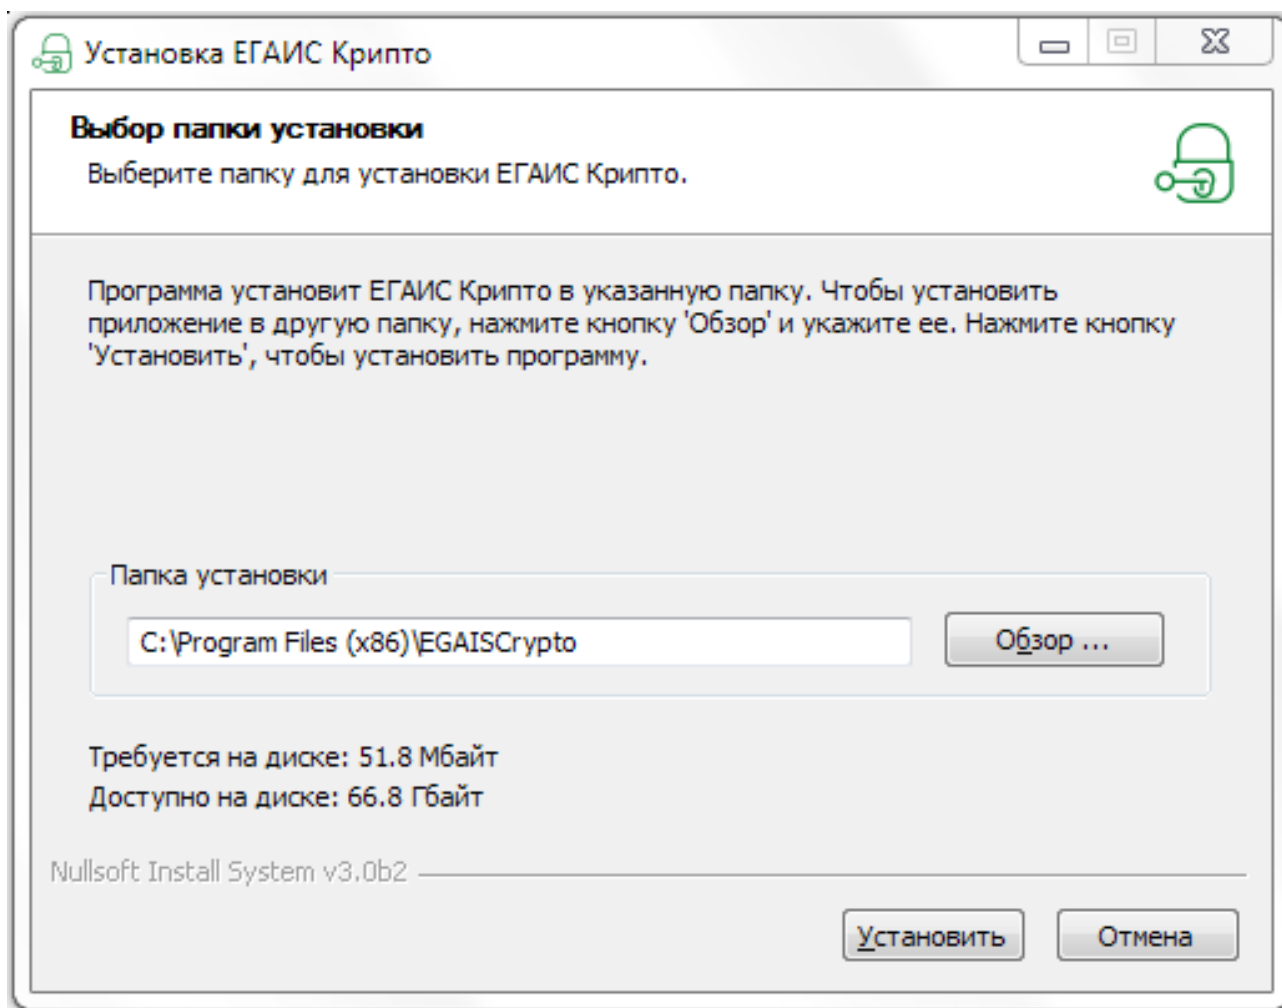 Установка ЕГАИС Крипто
Выбор папки установки
Выберите папку для установки ЕГАИС Крипто.
Программа установит ЕГАИС Крипто в указанную папку. Чтобы установить
приложение в другую папку, нажмите кнопку 'Обзор' и укажите ее. Нажмите кнопку
'Установить', чтобы установить программу.
Папка установки
C:\Program Files (x86)\EGAISCrypto
Обзор ...
Требуется на диске: 51.8 Мбайт
Доступно на диске: 66.8 Гбайт
Nullsoft Install System v3.0b2
Установить
Отмена